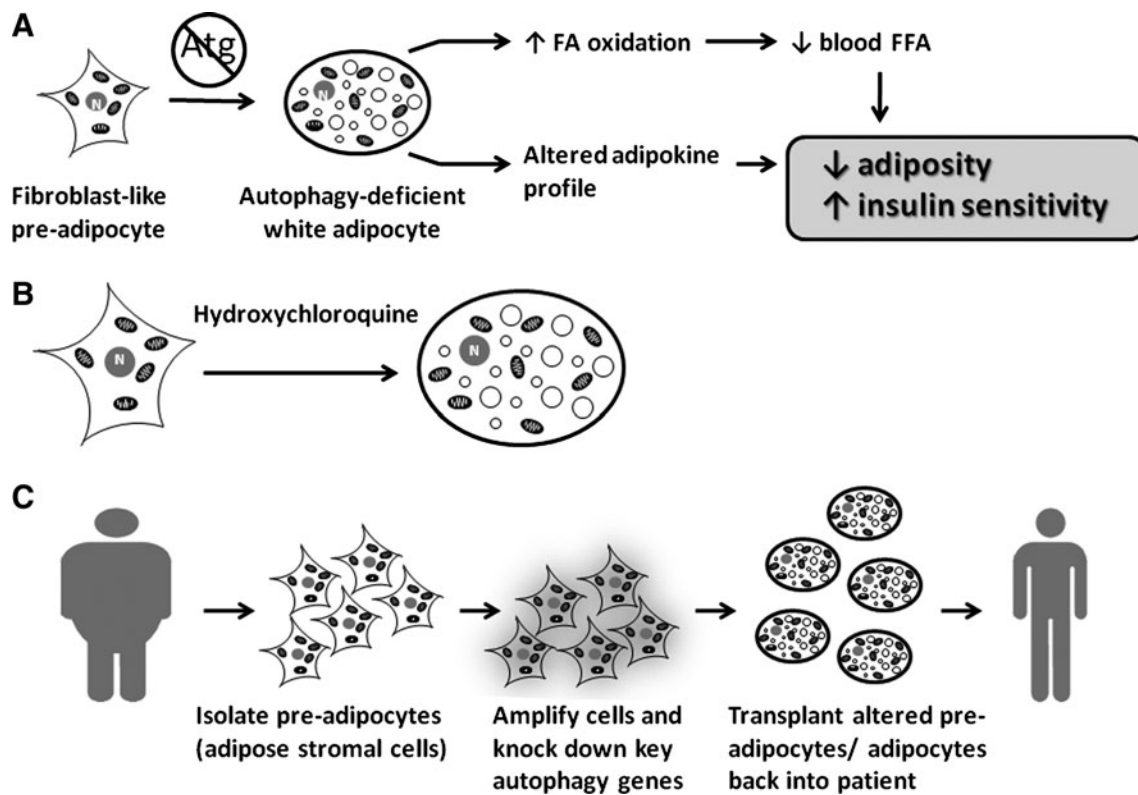 A
Atg
↑ FA oxidation
↓ blood FFA
N
N
Fibroblast-like
pre-adipocyte
Autophagy-deficient
white adipocyte
Altered adipokine
profile
↓ adiposity
↑ insulin sensitivity
B
Hydroxychloroquine
N
N
C
Isolate pre-adipocytes
(adipose stromal cells)
Amplify cells and
knock down key
autophagy genes
Transplant altered pre-
adipocytes/ adipocytes
back into patient